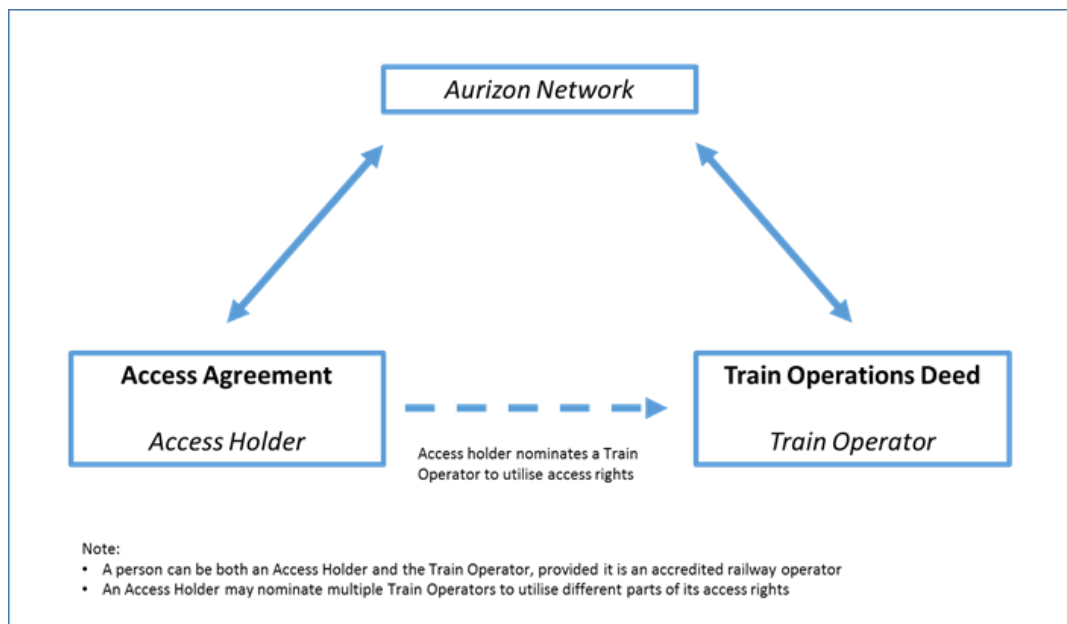 Aurizon Network
Access Agreement
Access Holder
Train Operations Deed
Train Operator
Access holder nominates a Train
Operator to utilise access rights
Note:
• A person can be both an Access Holder and the Train Operator, provided it is an accredited railway operator
• An Access Holder may nominate multiple Train Operators to utilise different parts of its access rights